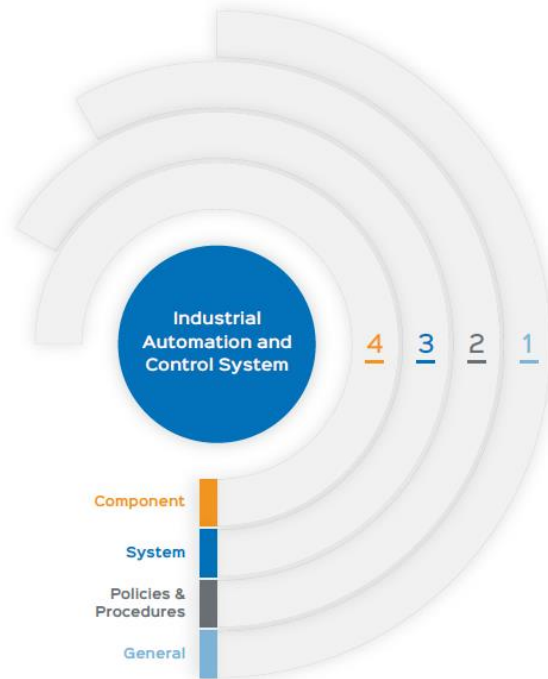 Industrial
Automation and
Control System
4 3 2 1
Component
System
Policies &
Procedures
General